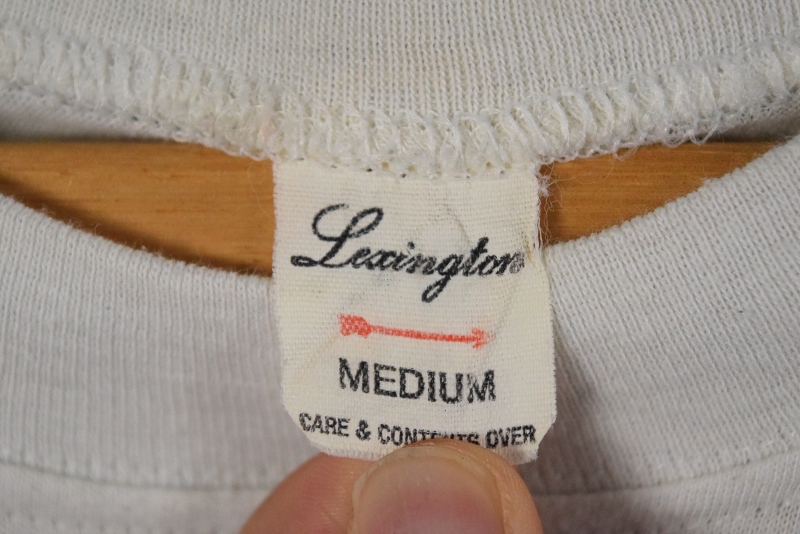 Lexington
MEDIUM
CARE & CONTENTS OVER